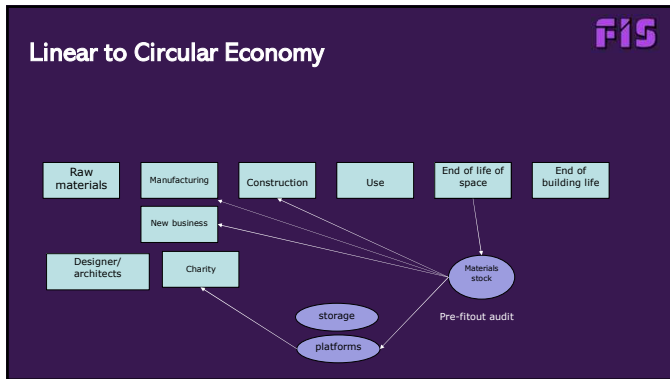 FIS
Linear to Circular Economy
Raw
materials
Manufacturing
Construction
Use
End of life of
space
End of
building life
New business
Designer/
architects
Charity
Materials
stock
storage
Pre-fitout audit
platforms